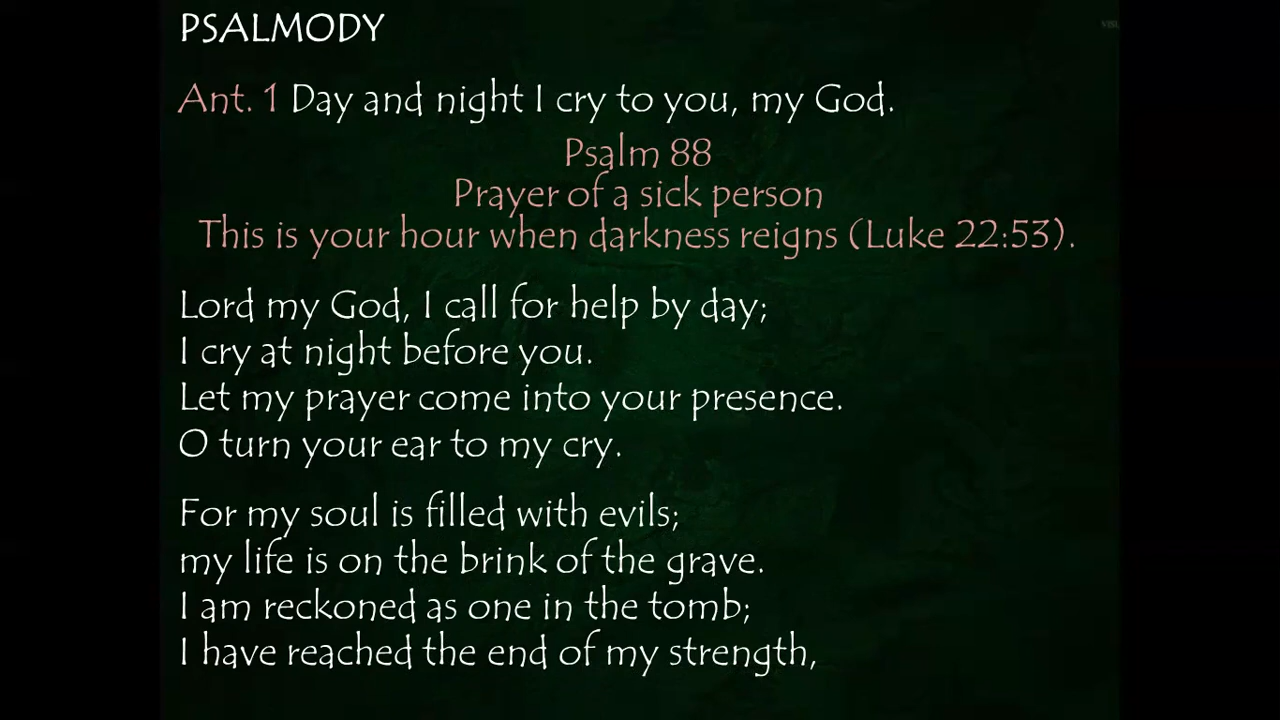 PSALMODY
Ant. 1 Day and night I cry to you, my God.
Psalm 88
Prayer of a sick person
This is your hour when darkness reigns (Luke 22:53).
Lord my God, I call for help by day;
I cry at night before you.
Let my prayer come into your presence.
O turn your ear to my cry.
For my soul is filled with evils;
my life is on the brink of the grave.
I am reckoned as one in the tomb;
I have reached the end of my strength,